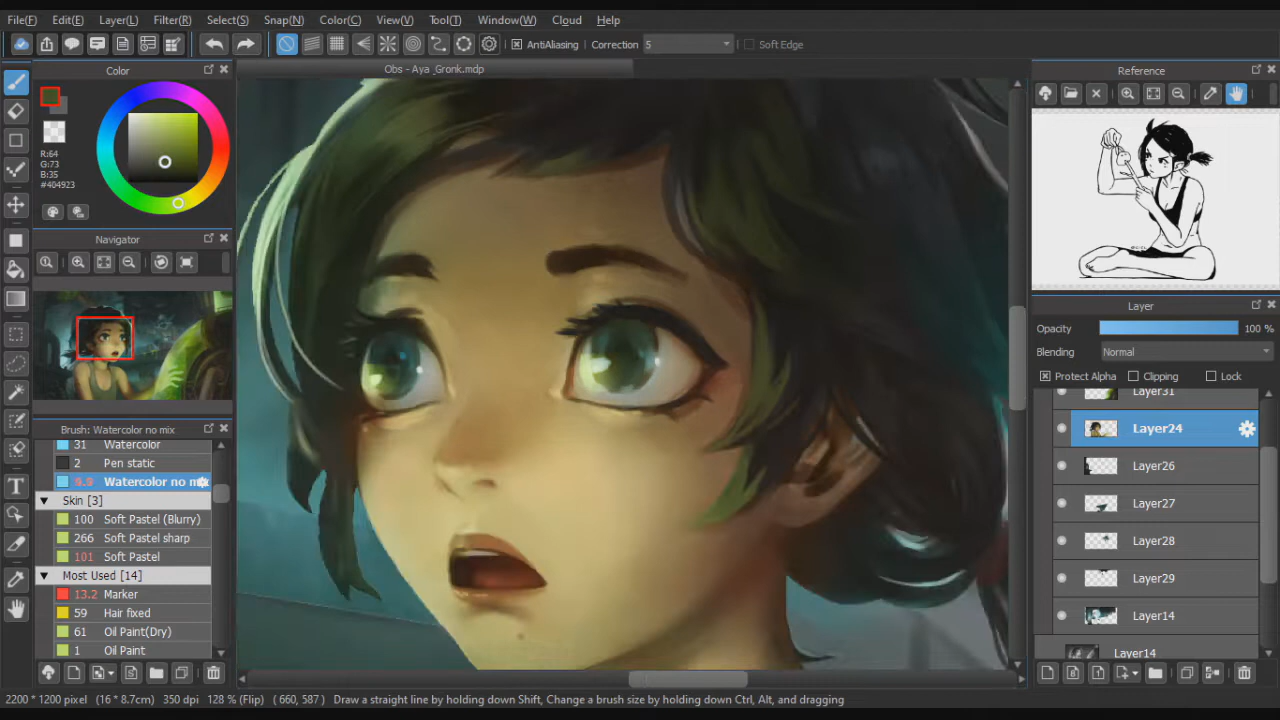 File(F) Edit(E) Layer(L) Filter(R) Select(S) Snap(N) Color(C) View(V) Tool(T) Window(W) Cloud Help
AntiAliasing Correction 5 Soft Edge
Color
Obs - Aya_Gronk.mdp
Reference
R:64
G:73
B:35
#404923
Navigator
Layer
Opacity 100 %
Blending Normal
Protect Alpha Clipping Lock
Layer31
Layer24
Layer26
Layer27
Layer28
Layer29
Layer14
Layer14
Brush: Watercolor no mix
31 Watercolor
2 Pen static
9.9 Watercolor no mix
Skin [3]
100 Soft Pastel (Blurry)
266 Soft Pastel sharp
101 Soft Pastel
Most Used [14]
13.2 Marker
59 Hair fixed
61 Oil Paint(Dry)
1 Oil Paint
2200 * 1200 pixel (16 * 8.7cm) 350 dpi 128 % (Flip) ( 660, 587 ) Draw a straight line by holding down Shift, Change a brush size by holding down Ctrl, Alt, and dragging